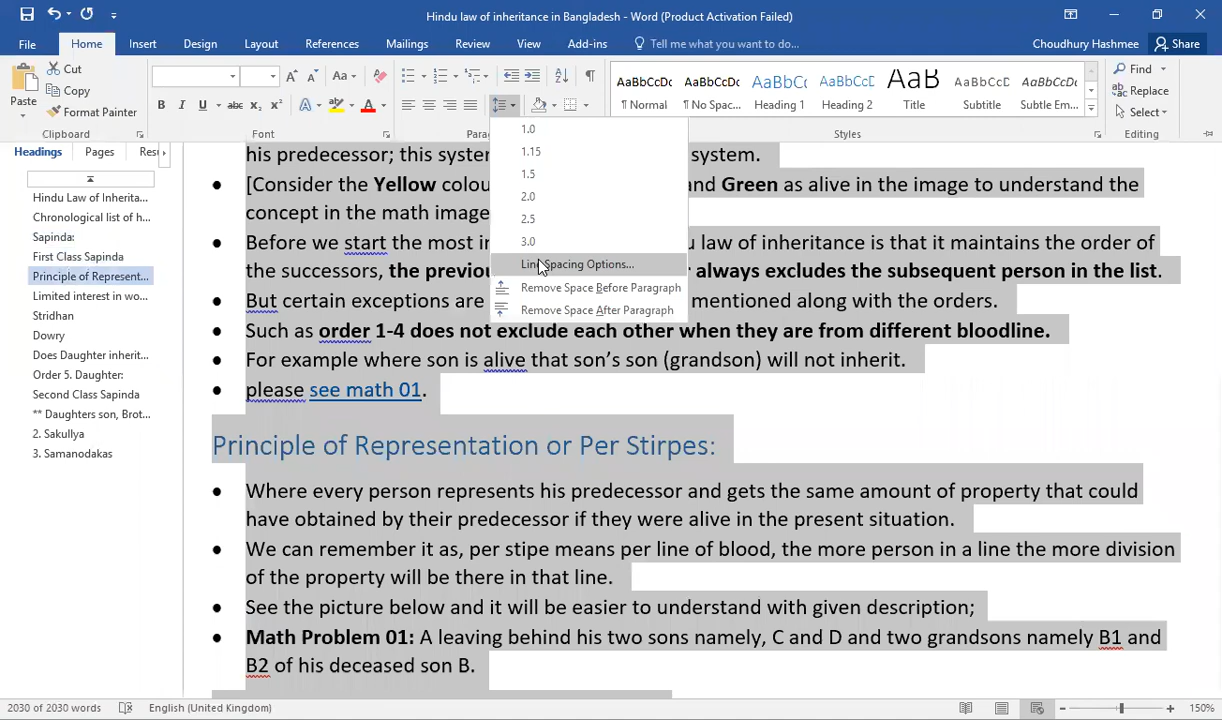 Hindu law of inheritance in Bangladesh - Word (Product Activation Failed)
File Home Insert Design Layout References Mailings Review View Add-ins Tell me what you want to do... Choudhury Hashmee Share
Paste
Cut
Copy
Format Painter
Clipboard
Aa
B I U abc X₂ X² A A
Font
Parag
AaBbCcDc AaBbCcDc AaBbCc AaBbCcD AaB AaBbCcD AaBbCcDc
¶ Normal ¶ No Spac... Heading 1 Heading 2 Title Subtitle Subtle Em...
Styles
Find
Replace
Select
Editing
1.0
1.15
1.5
2.0
2.5
3.0
Line Spacing Options...
Remove Space Before Paragraph
Remove Space After Paragraph
Headings Pages Resu
Hindu Law of Inherita...
Chronological list of h...
Sapinda:
First Class Sapinda
Principle of Represent...
Limited interest in wo...
Stridhan
Dowry
Does Daughter inherit...
Order 5. Daughter:
Second Class Sapinda
** Daughters son, Brot...
2. Sakullya
3. Samanodakas
his predecessor; this system system.
• [Consider the Yellow colou and Green as alive in the image to understand the
concept in the math image
• Before we start the most in u law of inheritance is that it maintains the order of
the successors, the previou r always excludes the subsequent person in the list.
• But certain exceptions are mentioned along with the orders.
• Such as order 1-4 does not exclude each other when they are from different bloodline.
• For example where son is alive that son’s son (grandson) will not inherit.
• please see math 01.
Principle of Representation or Per Stirpes:
• Where every person represents his predecessor and gets the same amount of property that could
have obtained by their predecessor if they were alive in the present situation.
• We can remember it as, per stipe means per line of blood, the more person in a line the more division
of the property will be there in that line.
• See the picture below and it will be easier to understand with given description;
• Math Problem 01: A leaving behind his two sons namely, C and D and two grandsons namely B1 and
B2 of his deceased son B.
2030 of 2030 words English (United Kingdom) 150%